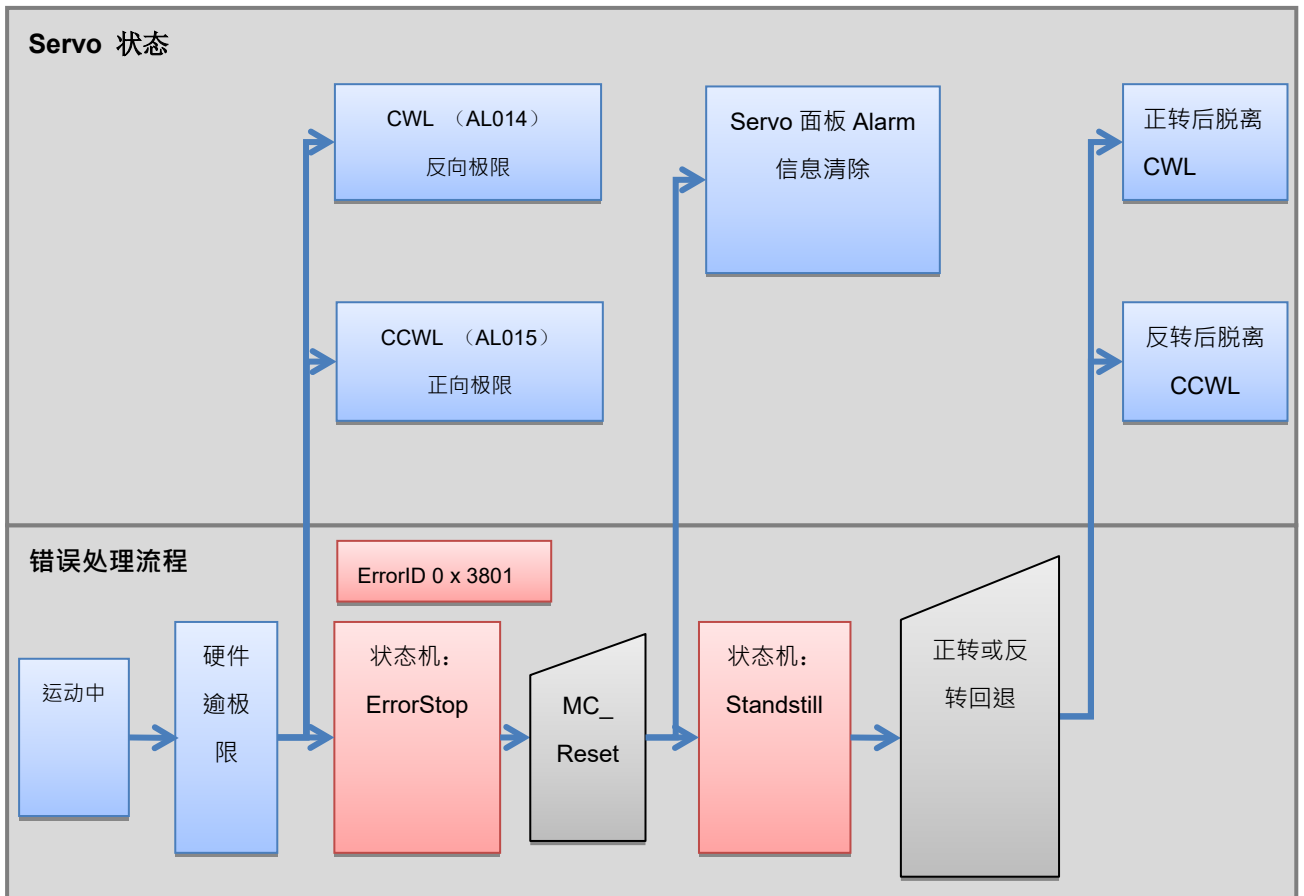 Servo 状态
CWL （AL014）
反向极限
Servo 面板 Alarm
信息清除
正转后脱离
CWL
CCWL （AL015）
正向极限
反转后脱离
CCWL
错误处理流程
ErrorID 0 x 3801
运动中
硬件
逾极
限
状态机：
ErrorStop
MC_
Reset
状态机：
Standstill
正转或反
转回退